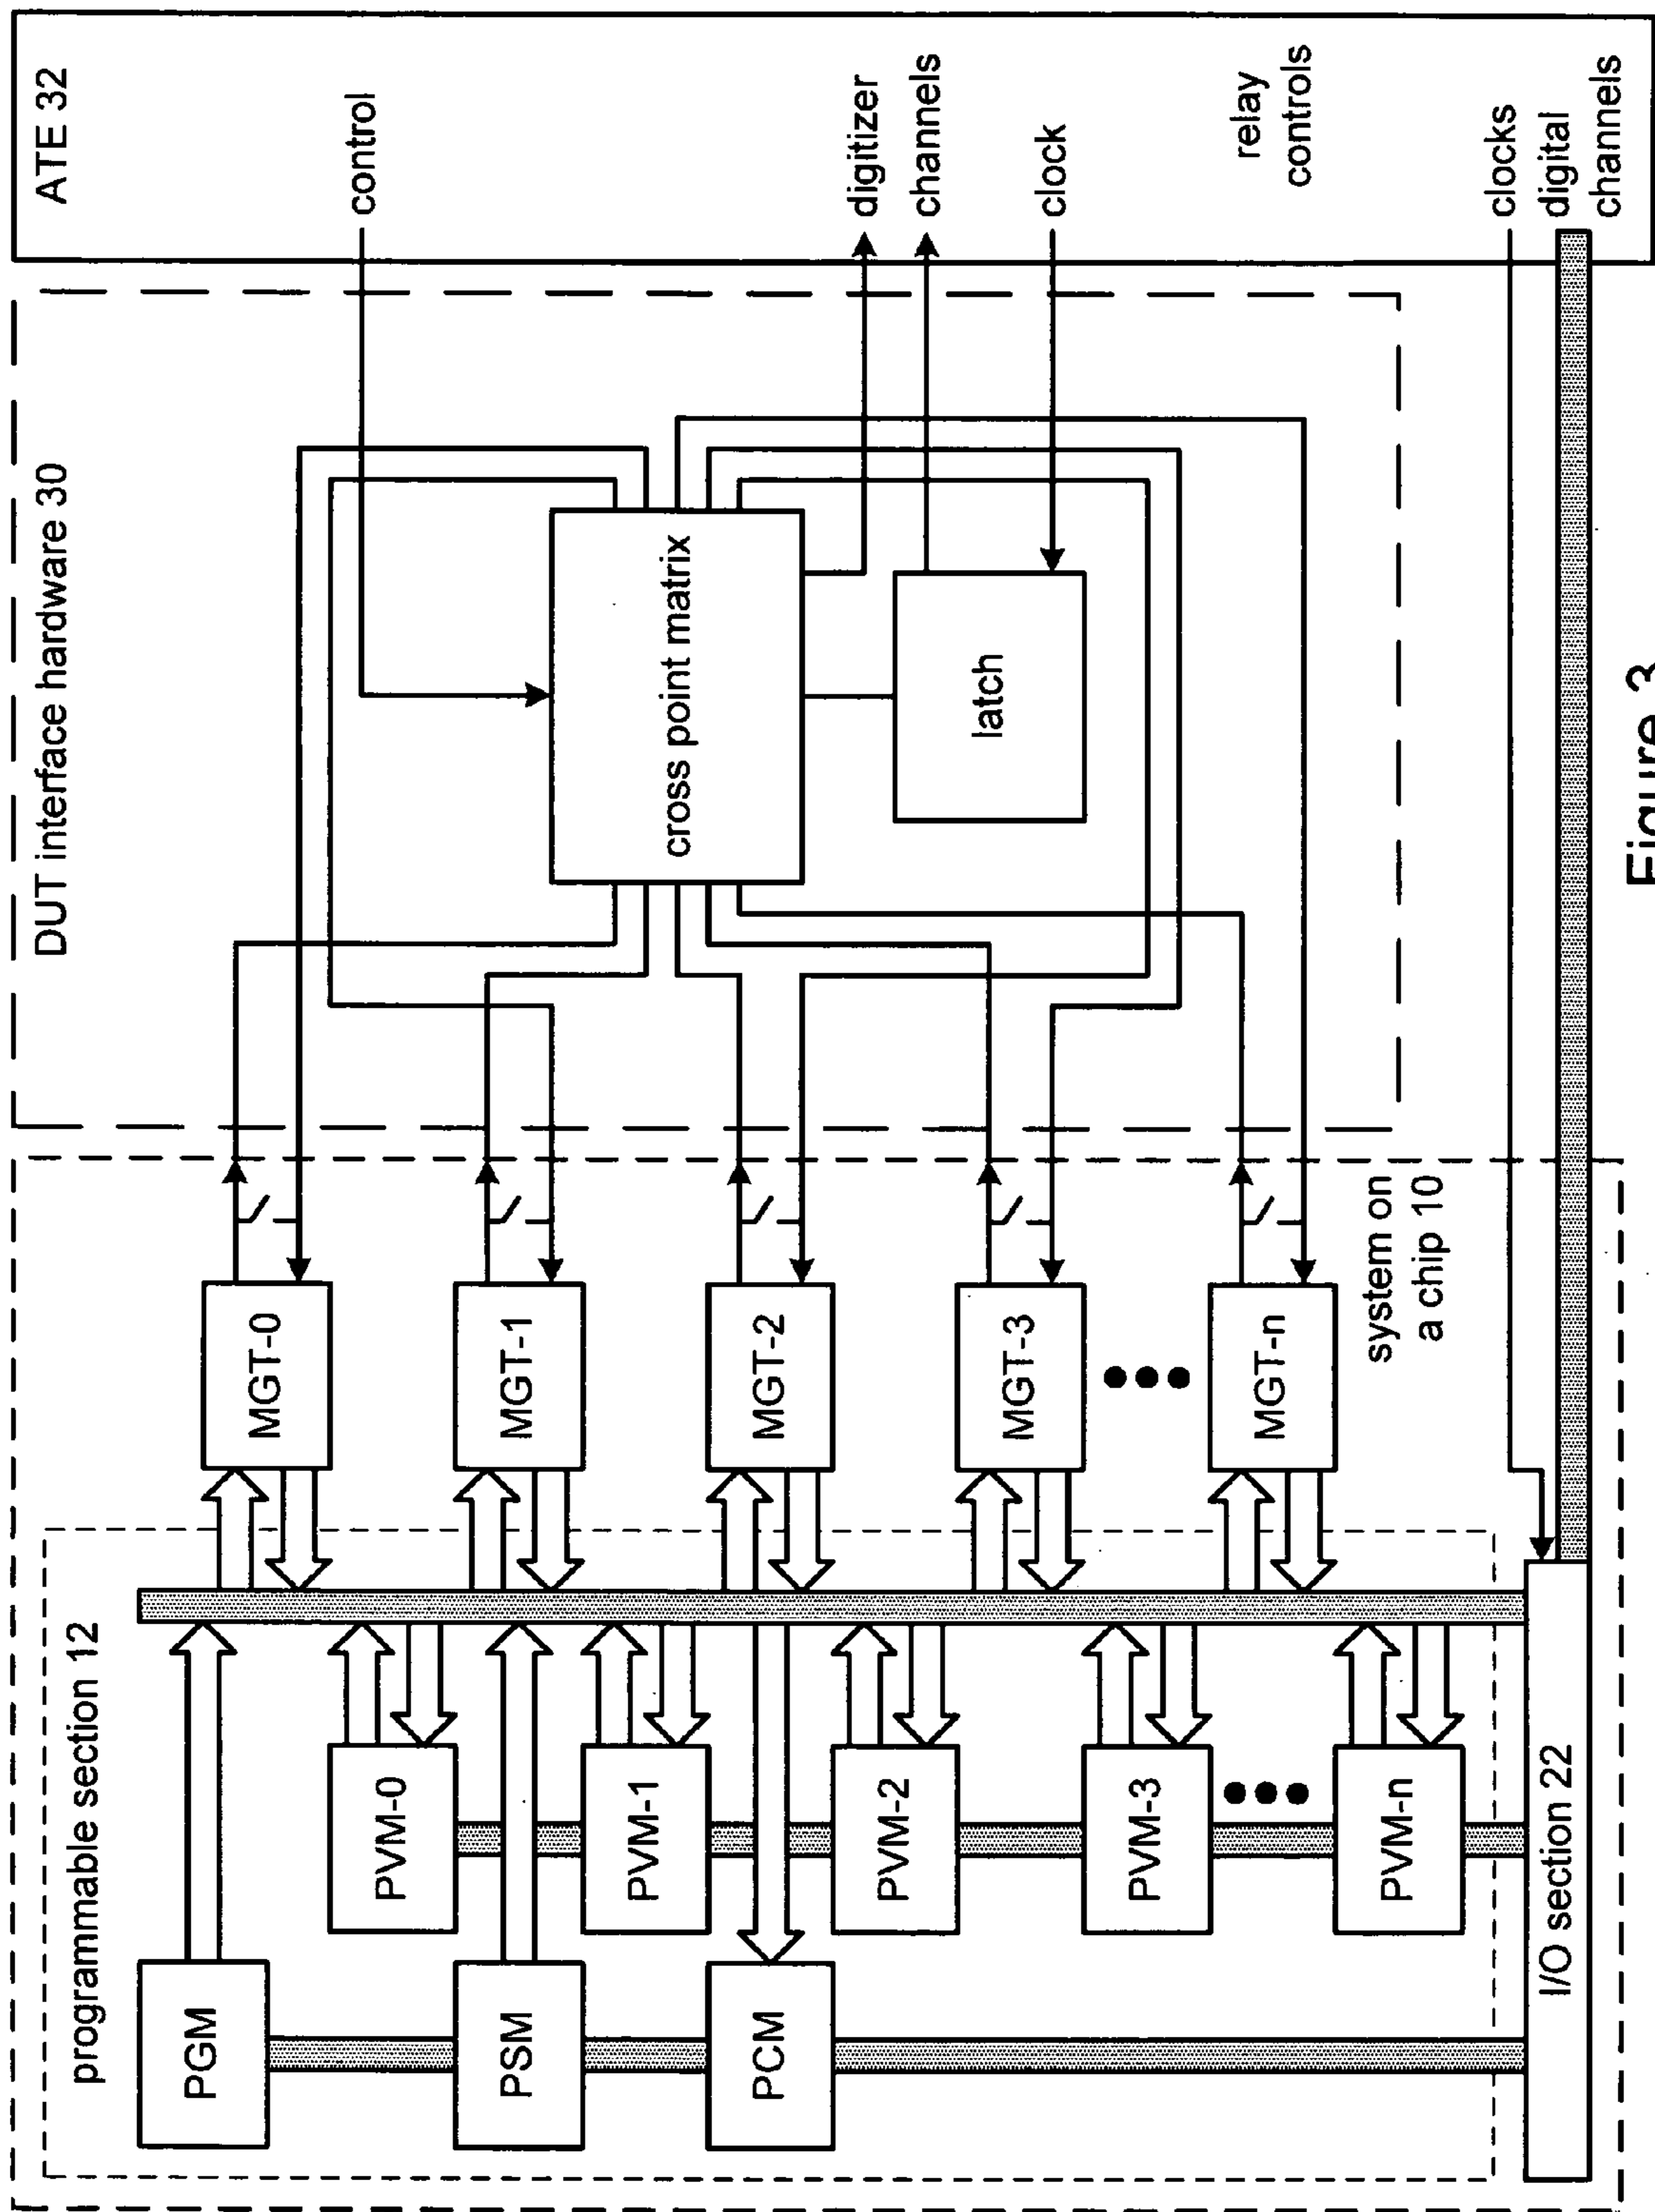 programmable section 12
PGM
PSM
PCM
PVM-0
PVM-1
PVM-2
PVM-3
PVM-n
I/O section 22
MGT-0
MGT-1
MGT-2
MGT-3
MGT-n
system on
a chip 10
DUT interface hardware 30
cross point matrix
latch
ATE 32
control
digitizer
channels
clock
relay
controls
clocks
digital
channels
Figure 3